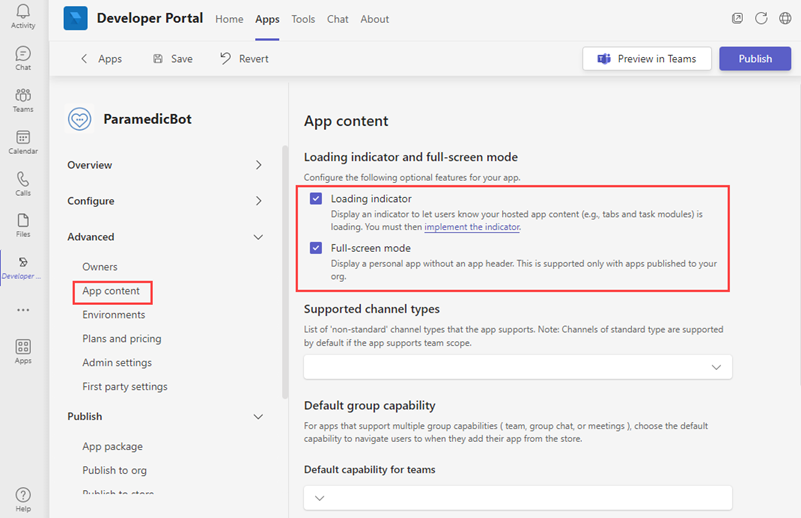 Activity
Chat
Teams
Calendar
Calls
Files
Developer ...
Apps
Help
Developer Portal
Home
Apps
Tools
Chat
About
Apps
Save
Revert
Preview in Teams
Publish
ParamedicBot
Overview
Configure
Advanced
Owners
App content
Environments
Plans and pricing
Admin settings
First party settings
Publish
App package
Publish to org
Publish to store
App content
Loading indicator and full-screen mode
Configure the following optional features for your app.
Loading indicator
Display an indicator to let users know your hosted app content (e.g., tabs and task modules) is
loading. You must then implement the indicator.
Full-screen mode
Display a personal app without an app header. This is supported only with apps published to your
org.
Supported channel types
List of 'non-standard' channel types that the app supports. Note: Channels of standard type are supported
by default if the app supports team scope.
Default group capability
For apps that support multiple group capabilities ( team, group chat, or meetings ), choose the default
capability to navigate users to when they add their app from the store.
Default capability for teams